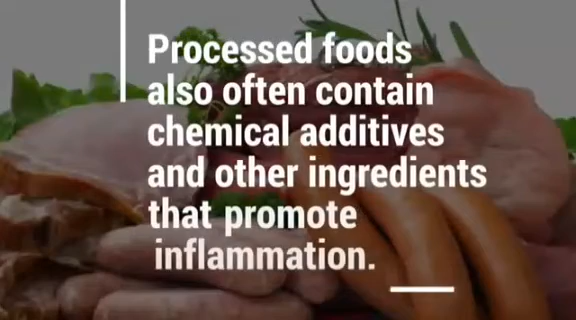 Processed foods
also often contain
chemical additives
and other ingredients
that promote
inflammation.